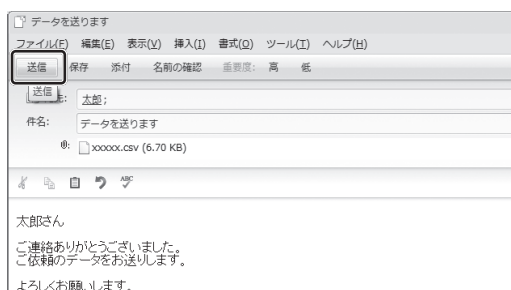 データを送ります
ファイル(F) 編集(E) 表示(V) 挿入(I) 書式(O) ツール(T) ヘルプ(H)
送信 保存 添付 名前の確認 重要度: 高 低
送信
太郎;
件名: データを送ります
xxxxx.csv (6.70 KB)
ABC
太郎さん
ご連絡ありがとうございました。
ご依頼のデータをお送りします。
よろしくお願いします。